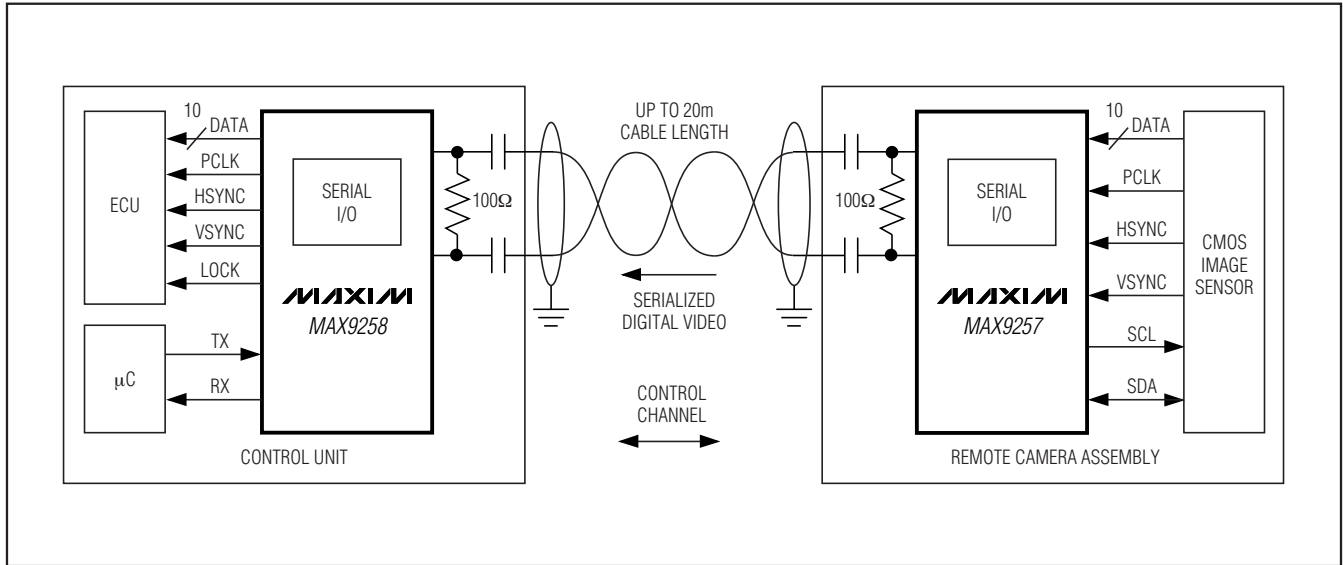 10
DATA
PCLK
HSYNC
VSYNC
LOCK
ECU
μC
TX
RX
SERIAL
I/O
MAXIM
MAX9258
CONTROL UNIT
100Ω
UP TO 20m
CABLE LENGTH
SERIALIZED
DIGITAL VIDEO
CONTROL
CHANNEL
100Ω
SERIAL
I/O
MAXIM
MAX9257
10
DATA
PCLK
HSYNC
VSYNC
SCL
SDA
CMOS
IMAGE
SENSOR
REMOTE CAMERA ASSEMBLY